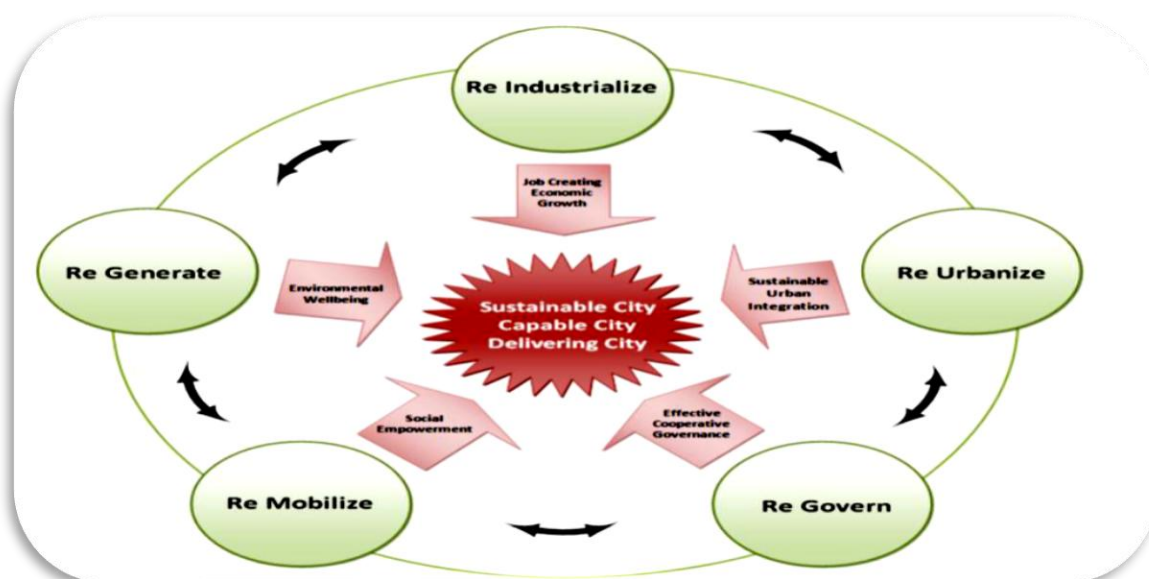 Re Industrialize
Job Creating
Economic
Growth
Re Generate
Environmental
Wellbeing
Sustainable City
Capable City
Delivering City
Sustainable
Urban
Integration
Re Urbanize
Social
Empowerment
Effective
Cooperative
Governance
Re Mobilize
Re Govern